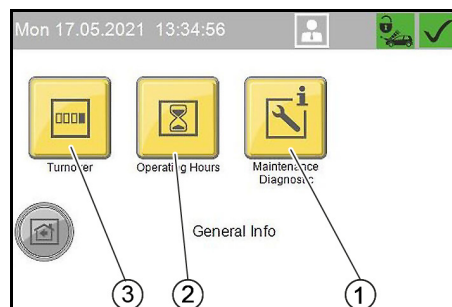 Mon 17.05.2021 13:34:56
Turnover
Operating Hours
Maintenance
Diagnostic
General Info
3
2
1